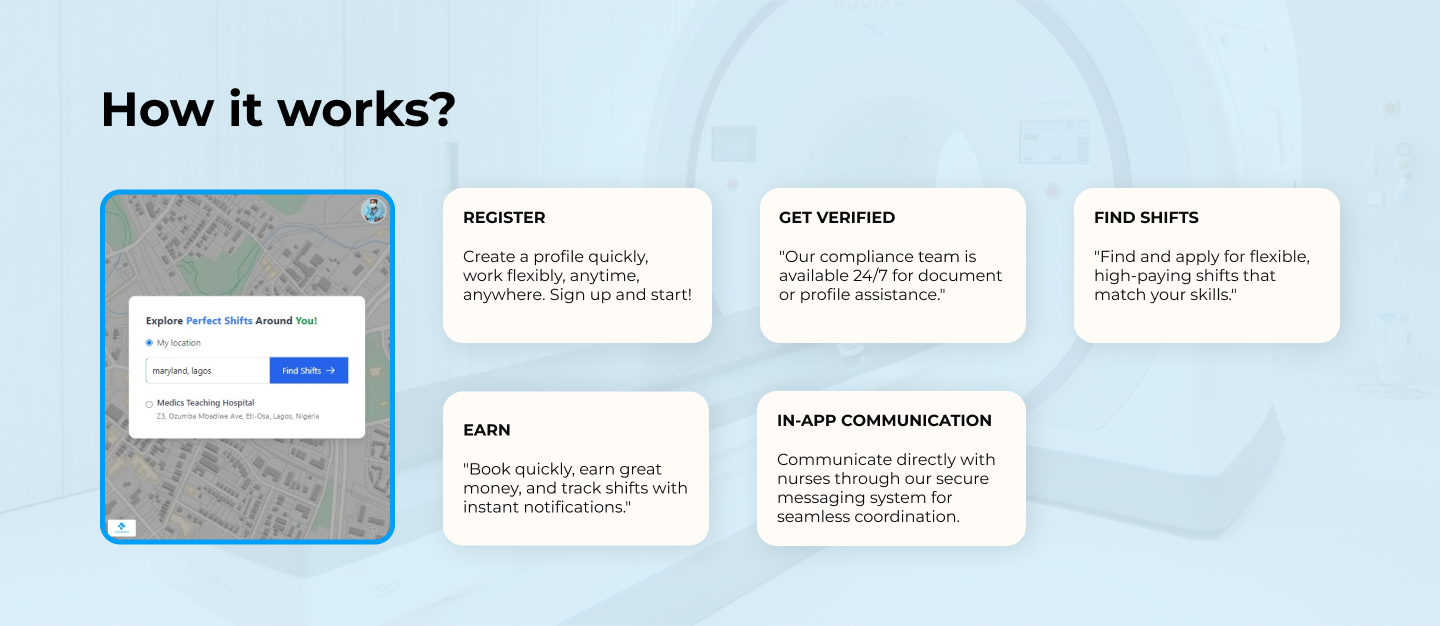 How it works?
Explore Perfect Shifts Around You!
My location
maryland, lagos
Find Shifts
Medics Teaching Hospital
Z3, Ozumba Mbadiwe Ave, Eti-Osa, Lagos, Nigeria
REGISTER
Create a profile quickly,
work flexibly, anytime,
anywhere. Sign up and start!
GET VERIFIED
"Our compliance team is
available 24/7 for document
or profile assistance."
FIND SHIFTS
"Find and apply for flexible,
high-paying shifts that
match your skills."
EARN
"Book quickly, earn great
money, and track shifts with
instant notifications."
IN-APP COMMUNICATION
Communicate directly with
nurses through our secure
messaging system for
seamless coordination.